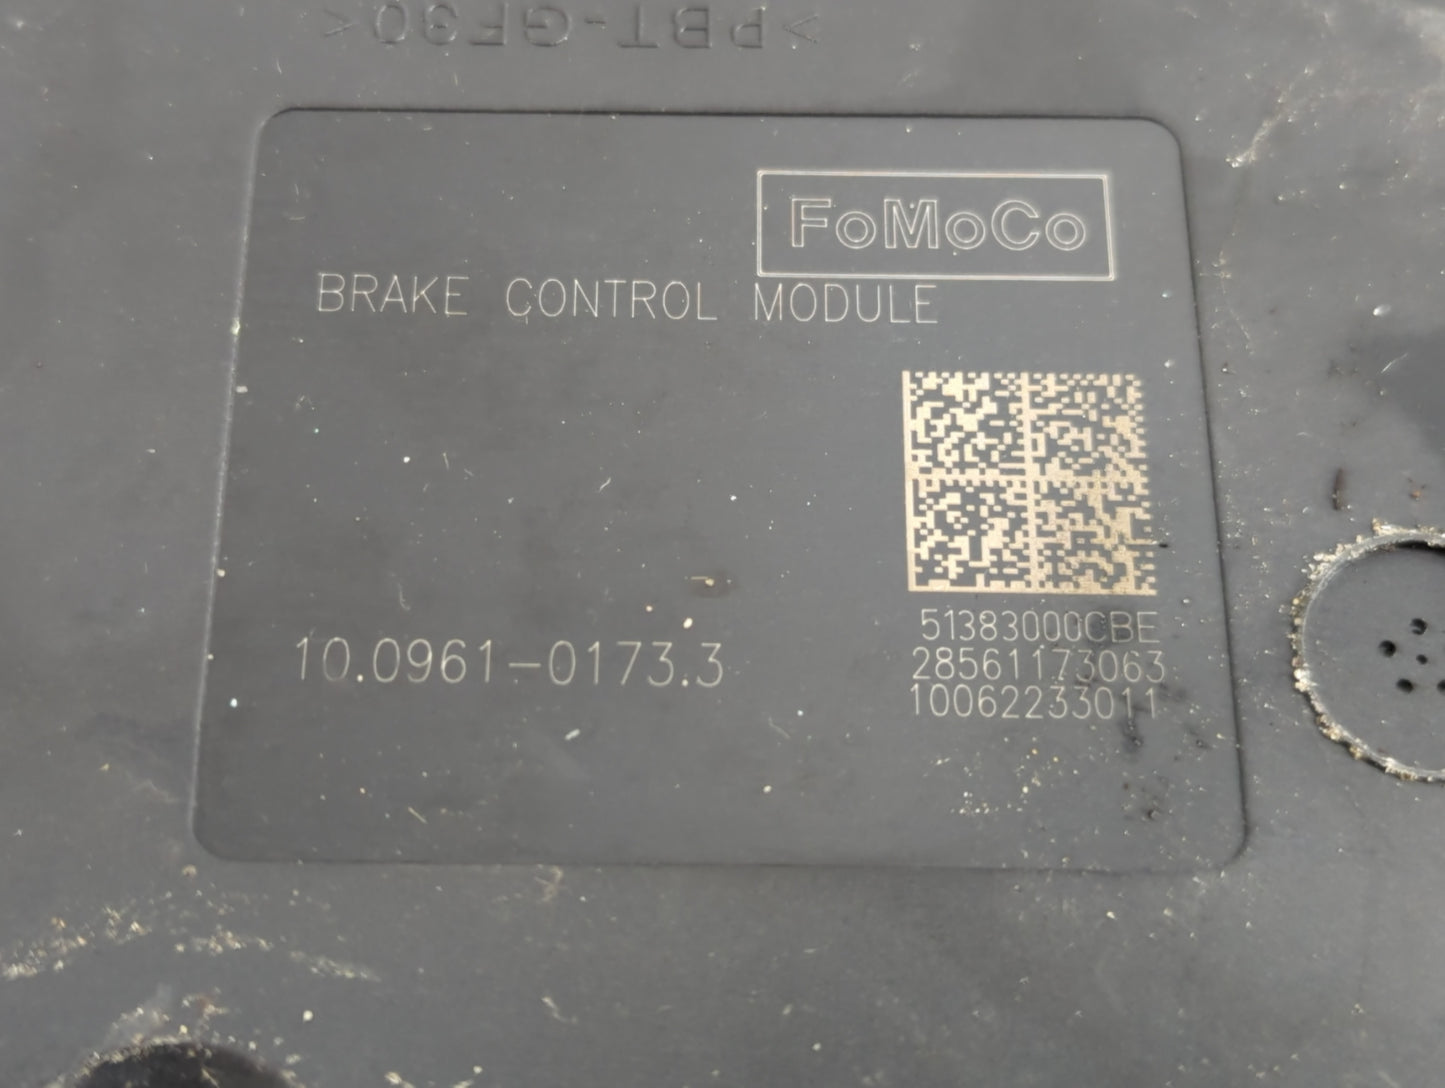 >PBT-GF30<
FoMoCo
BRAKE CONTROL MODULE
51383000CBE
28561173063
10062233011
10.0961-0173.3